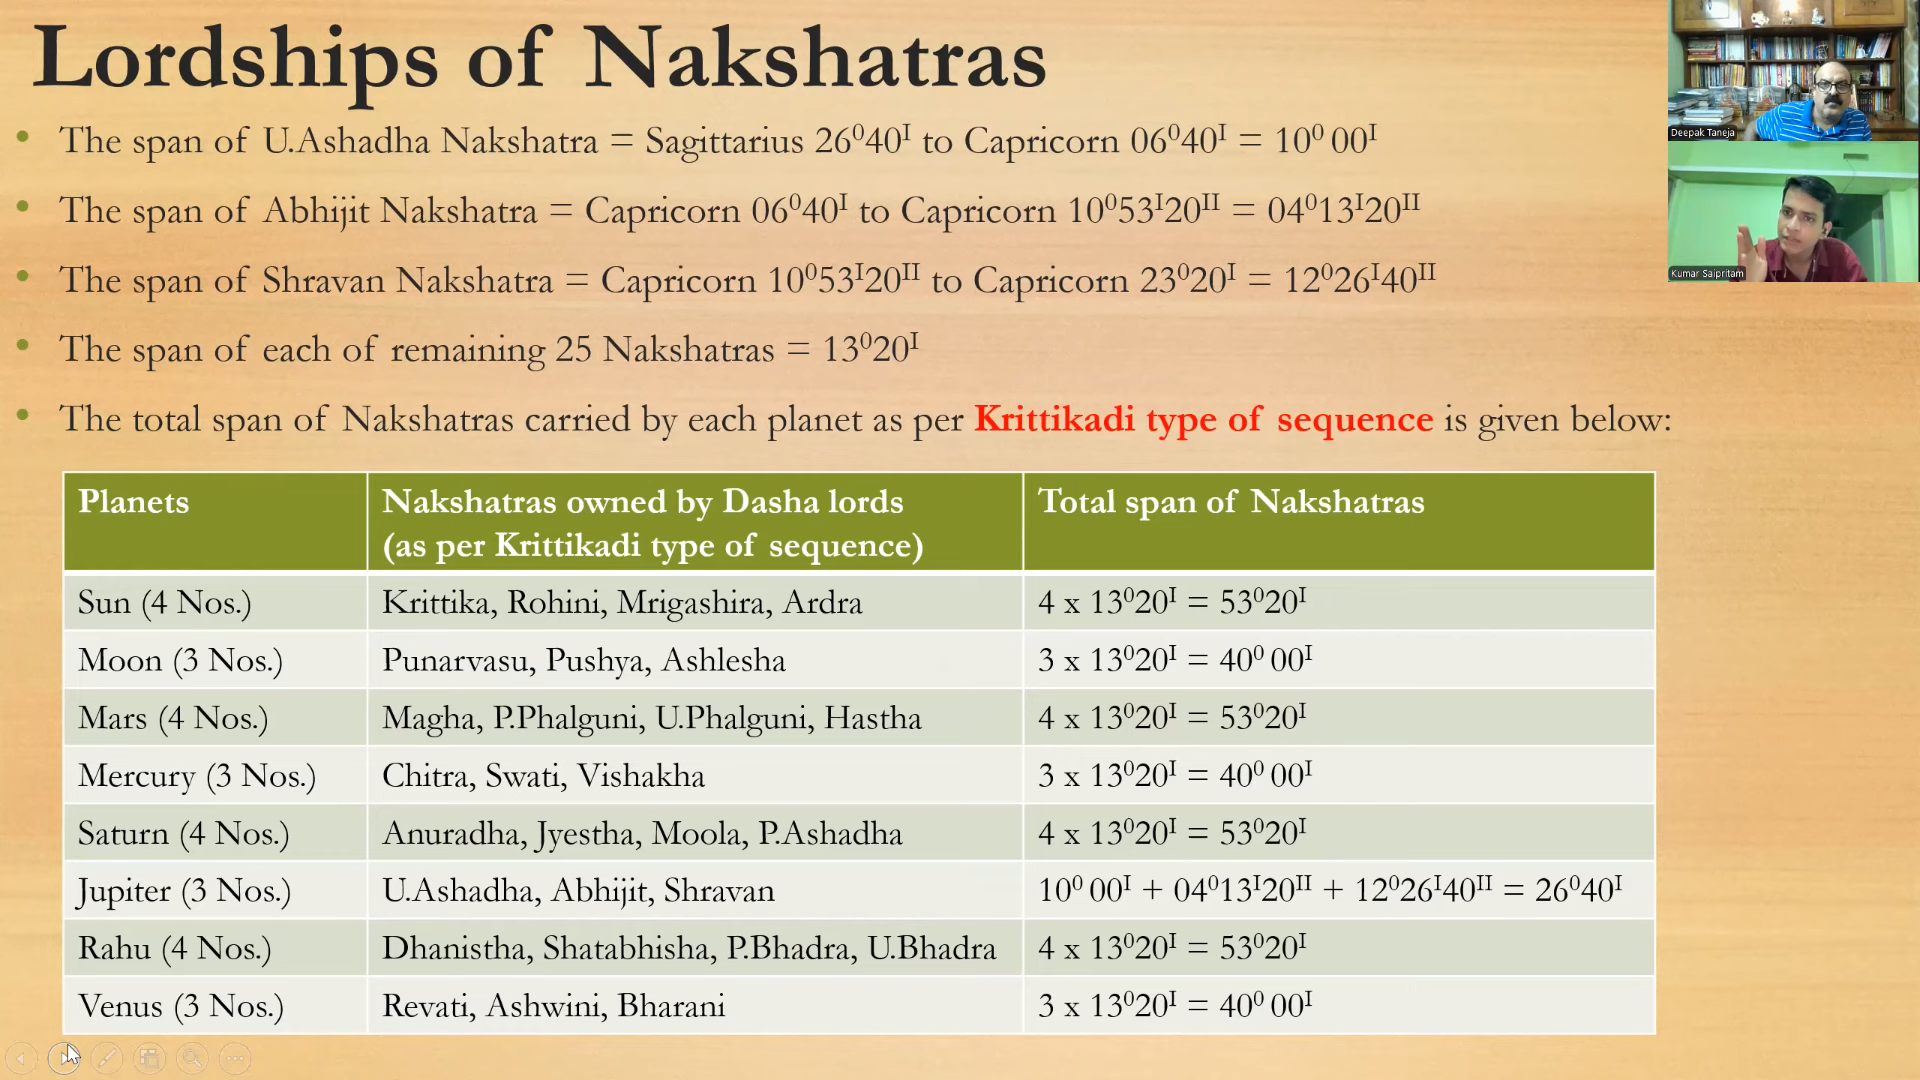 Lordships of Nakshatras
• The span of U.Ashadha Nakshatra = Sagittarius 26⁰40ᴵ to Capricorn 06⁰40ᴵ = 10⁰ 00ᴵ
• The span of Abhijit Nakshatra = Capricorn 06⁰40ᴵ to Capricorn 10⁰53ᴵ20ᴵᴵ = 04⁰13ᴵ20ᴵᴵ
• The span of Shravan Nakshatra = Capricorn 10⁰53ᴵ20ᴵᴵ to Capricorn 23⁰20ᴵ = 12⁰26ᴵ40ᴵᴵ
• The span of each of remaining 25 Nakshatras = 13⁰20ᴵ
• The total span of Nakshatras carried by each planet as per Krittikadi type of sequence is given below:
Planets Nakshatras owned by Dasha lords Total span of Nakshatras
(as per Krittikadi type of sequence)
Sun (4 Nos.) Krittika, Rohini, Mrigashira, Ardra 4 x 13⁰20ᴵ = 53⁰20ᴵ
Moon (3 Nos.) Punarvasu, Pushya, Ashlesha 3 x 13⁰20ᴵ = 40⁰ 00ᴵ
Mars (4 Nos.) Magha, P.Phalguni, U.Phalguni, Hastha 4 x 13⁰20ᴵ = 53⁰20ᴵ
Mercury (3 Nos.) Chitra, Swati, Vishakha 3 x 13⁰20ᴵ = 40⁰ 00ᴵ
Saturn (4 Nos.) Anuradha, Jyestha, Moola, P.Ashadha 4 x 13⁰20ᴵ = 53⁰20ᴵ
Jupiter (3 Nos.) U.Ashadha, Abhijit, Shravan 10⁰ 00ᴵ + 04⁰13ᴵ20ᴵᴵ + 12⁰26ᴵ40ᴵᴵ = 26⁰40ᴵ
Rahu (4 Nos.) Dhanistha, Shatabhisha, P.Bhadra, U.Bhadra 4 x 13⁰20ᴵ = 53⁰20ᴵ
Venus (3 Nos.) Revati, Ashwini, Bharani 3 x 13⁰20ᴵ = 40⁰ 00ᴵ
Deepak Taneja
Kumar Saipritam